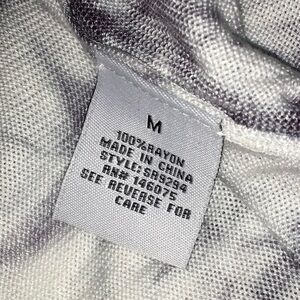 M
100%RAYON
MADE IN CHINA
STYLE: SR9294
RN# 146075
SEE REVERSE FOR
CARE